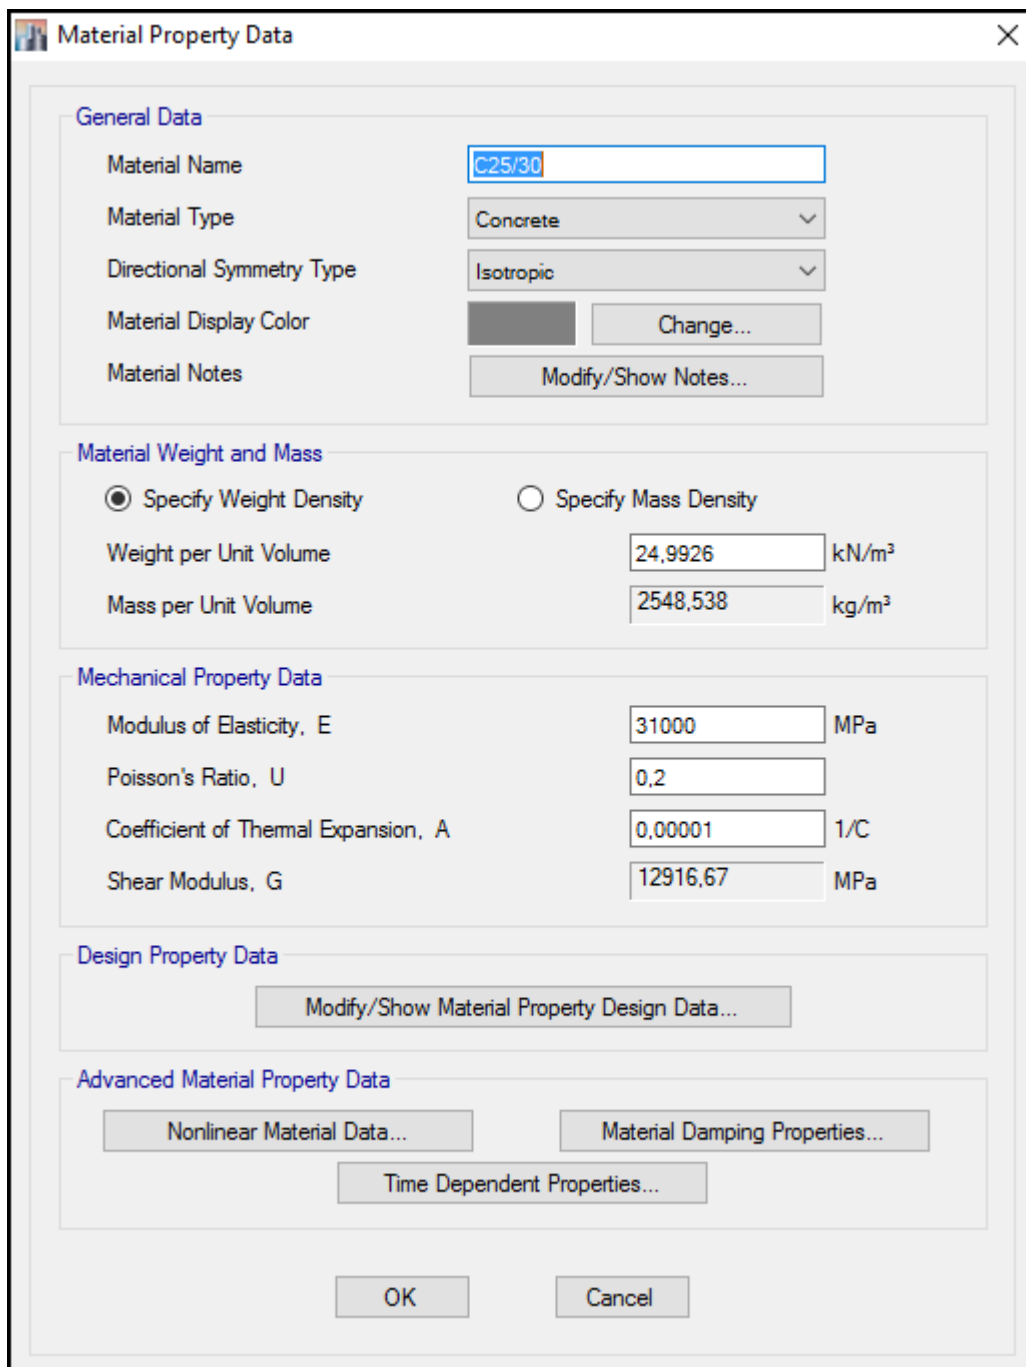 Material Property Data
General Data
Material Name C25/30
Material Type Concrete
Directional Symmetry Type Isotropic
Material Display Color Change...
Material Notes Modify/Show Notes...
Material Weight and Mass
Specify Weight Density Specify Mass Density
Weight per Unit Volume 24,9926 kN/m³
Mass per Unit Volume 2548,538 kg/m³
Mechanical Property Data
Modulus of Elasticity, E 31000 MPa
Poisson's Ratio, U 0,2
Coefficient of Thermal Expansion, A 0,00001 1/C
Shear Modulus, G 12916,67 MPa
Design Property Data
Modify/Show Material Property Design Data...
Advanced Material Property Data
Nonlinear Material Data... Material Damping Properties...
Time Dependent Properties...
OK Cancel